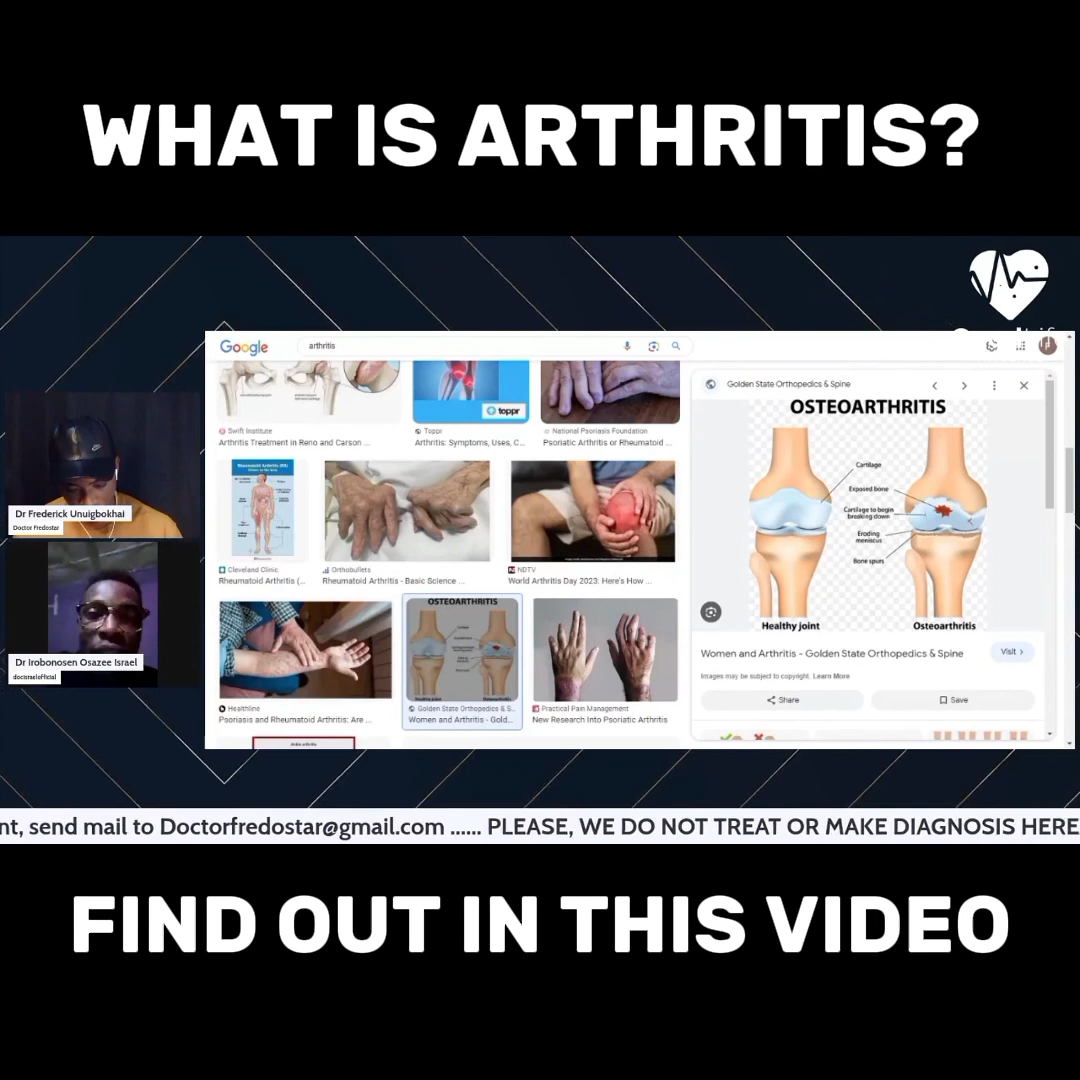 WHAT IS ARTHRITIS?
Google
arthritis
toppr
Swift Institute
Arthritis Treatment in Reno and Carson ...
Toppr
Arthritis: Symptoms, Uses, C...
National Psoriasis Foundation
Psoriatic Arthritis or Rheumatoid ...
Rheumatoid Arthritis (RA)
Cleveland Clinic
Rheumatoid Arthritis (...
Orthobullets
Rheumatoid Arthritis - Basic Science ...
NDTV
World Arthritis Day 2023: Here's How ...
Healthline
Psoriasis and Rheumatoid Arthritis: Are ...
OSTEOARTHRITIS
Golden State Orthopedics & S...
Women and Arthritis - Gold...
Practical Pain Management
New Research Into Psoriatic Arthritis
Golden State Orthopedics & Spine
OSTEOARTHRITIS
Cartilage
Exposed bone
Cartilage to begin
breaking down
Eroding
meniscus
Bone spurs
Healthy joint
Osteoarthritis
Women and Arthritis - Golden State Orthopedics & Spine
Visit
Images may be subject to copyright. Learn More
Share
Save
Dr Frederick Unuigbokhai
Doctor Fredostar
Dr Irobonosen Osazee Israel
docisraelofficial
nt, send mail to Doctorfredostar@gmail.com ...... PLEASE, WE DO NOT TREAT OR MAKE DIAGNOSIS HERE
FIND OUT IN THIS VIDEO